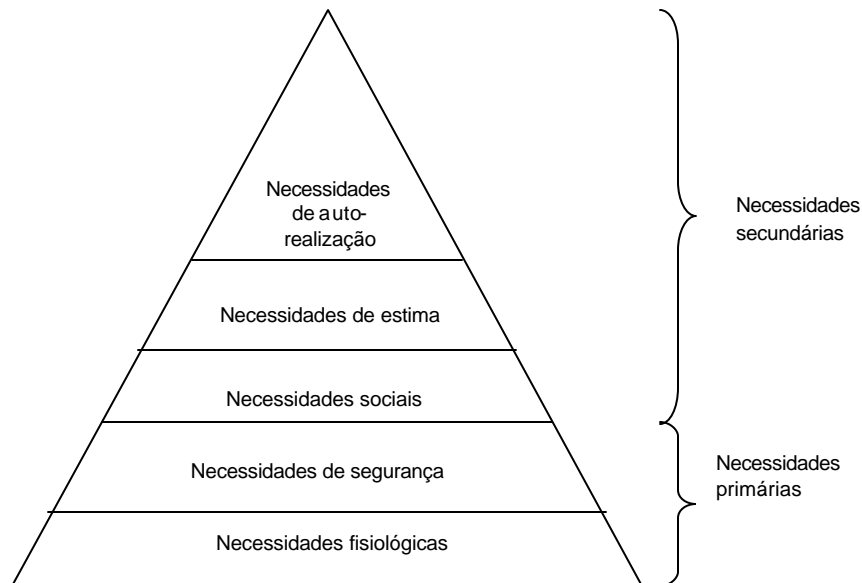 Necessidades
de auto-
realização
Necessidades
secundárias
Necessidades de estima
Necessidades sociais
Necessidades de segurança
Necessidades
primárias
Necessidades fisiológicas